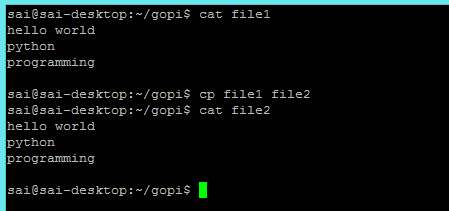 sai@sai-desktop:~/gopi$ cat file1
hello world
python
programming
sai@sai-desktop:~/gopi$ cp file1 file2
sai@sai-desktop:~/gopi$ cat file2
hello world
python
programming
sai@sai-desktop:~/gopi$